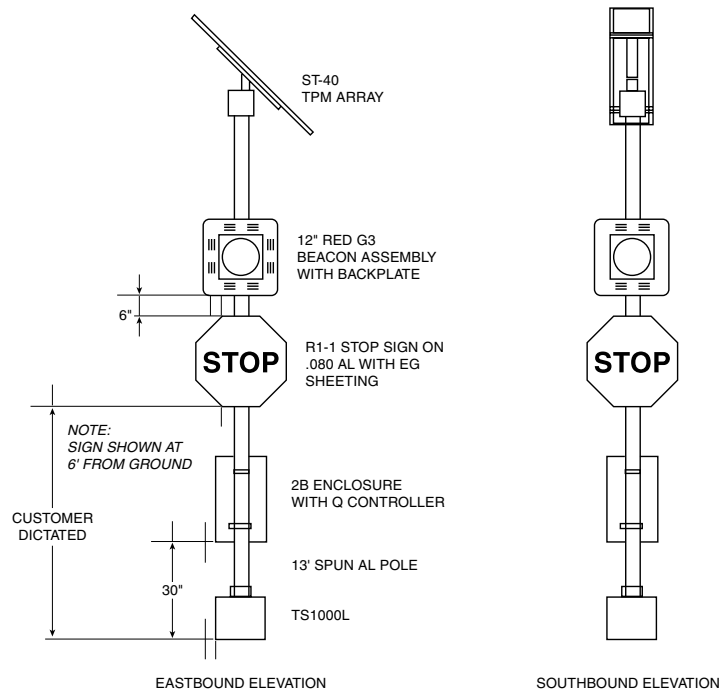 ST-40
TPM ARRAY
12" RED G3
BEACON ASSEMBLY
WITH BACKPLATE
6"
STOP
R1-1 STOP SIGN ON
.080 AL WITH EG
SHEETING
STOP
NOTE:
SIGN SHOWN AT
6' FROM GROUND
2B ENCLOSURE
WITH Q CONTROLLER
CUSTOMER
DICTATED
13' SPUN AL POLE
30"
TS1000L
EASTBOUND ELEVATION
SOUTHBOUND ELEVATION